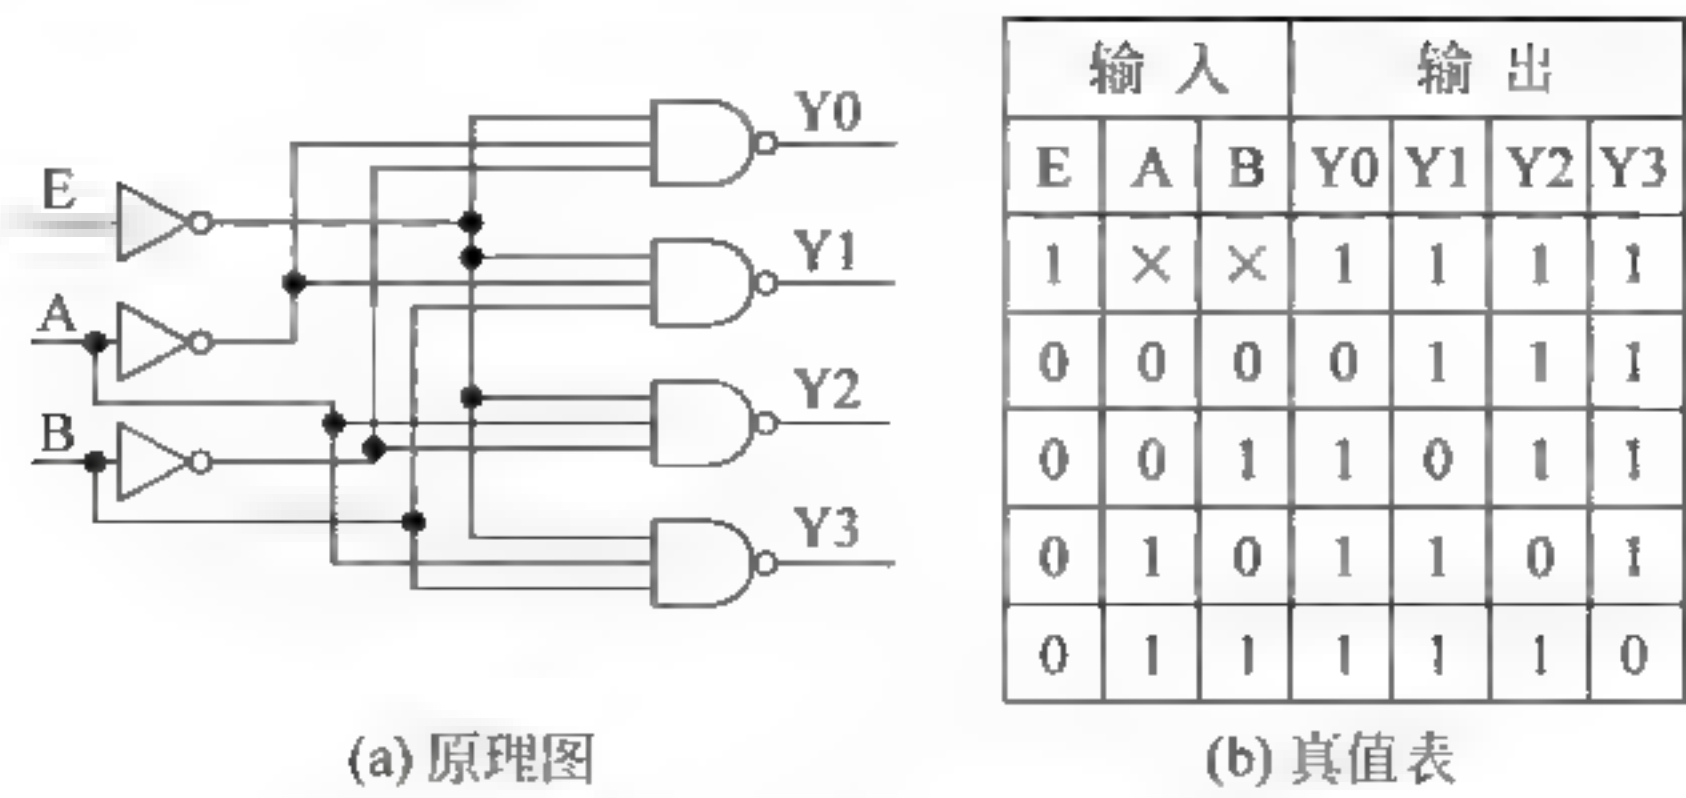 E
A
B
Y0
Y1
Y2
Y3
(a) 原理图
输入 输出
E A B Y0 Y1 Y2 Y3
1 × × 1 1 1 1
0 0 0 0 1 1 1
0 0 1 1 0 1 1
0 1 0 1 1 0 1
0 1 1 1 1 1 0
(b) 真值表